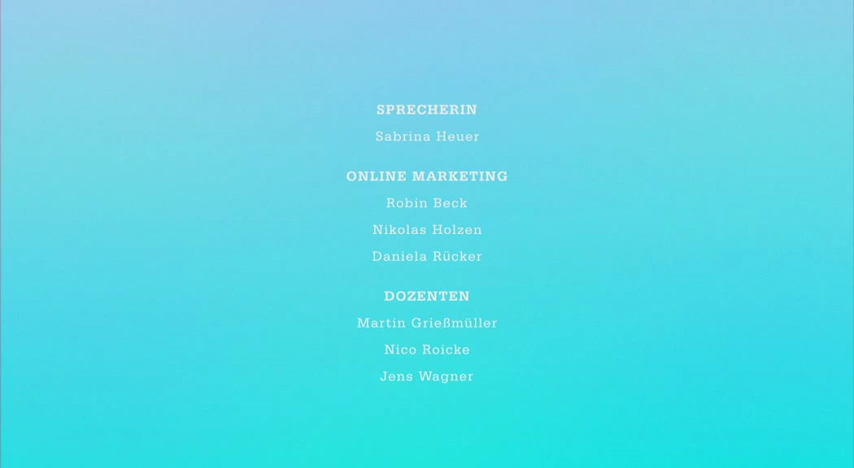 SPRECHERIN
Sabrina Heuer
ONLINE MARKETING
Robin Beck
Nikolas Holzen
Daniela Rücker
DOZENTEN
Martin Grießmüller
Nico Roicke
Jens Wagner